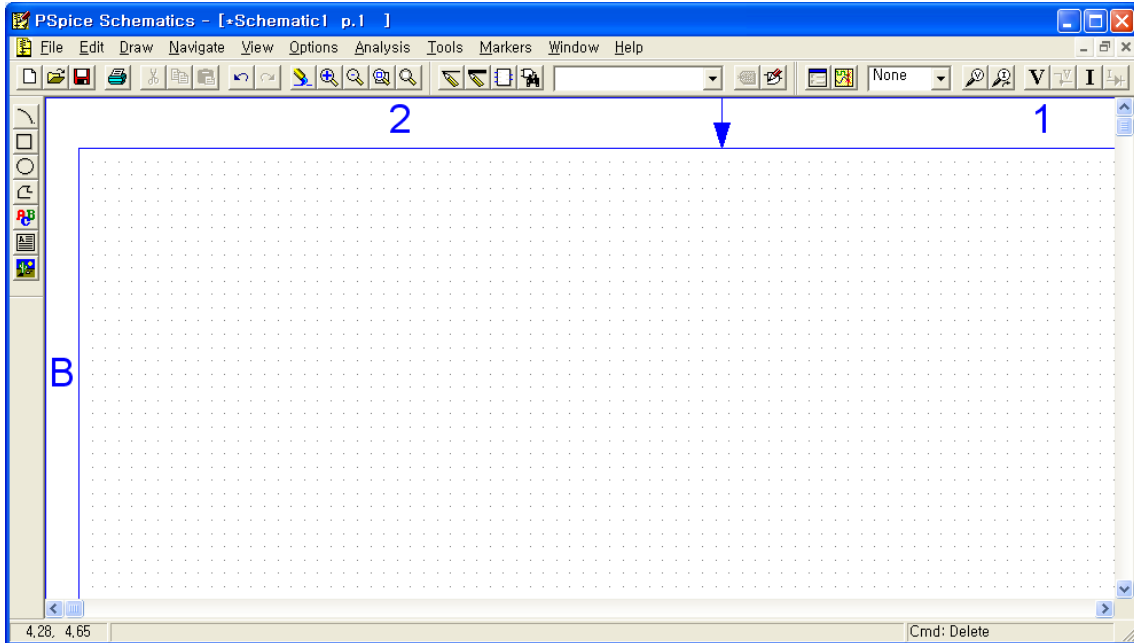 PSpice Schematics - [*Schematic1 p.1 ]
File Edit Draw Navigate View Options Analysis Tools Markers Window Help
None V I
2 1
B
4,28, 4,65 Cmd: Delete